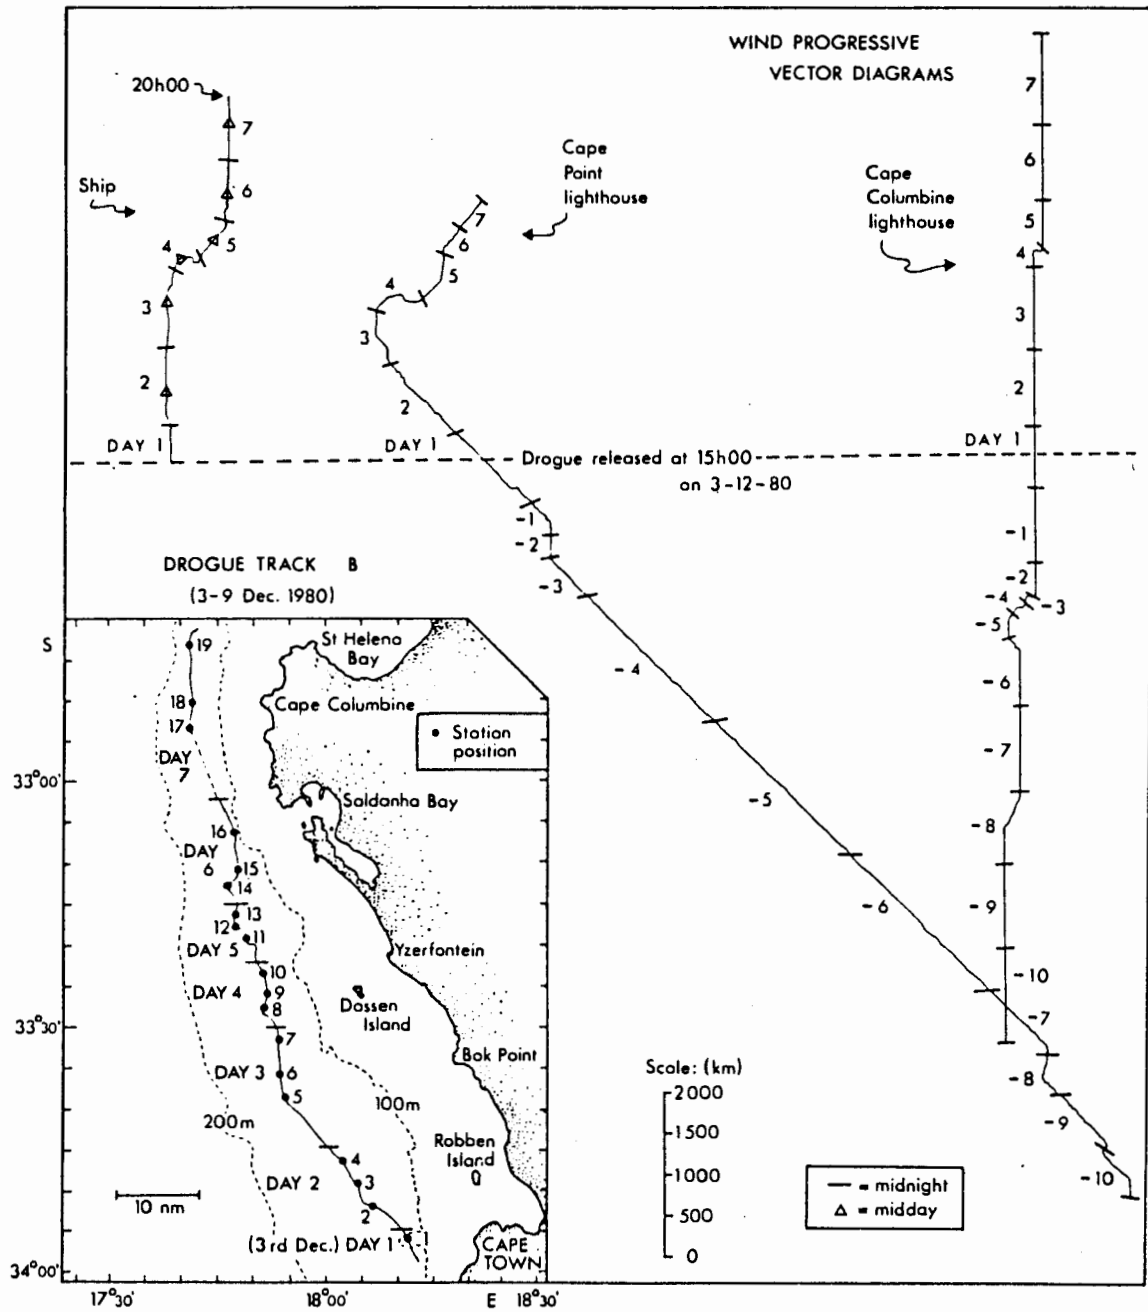 WIND PROGRESSIVE
VECTOR DIAGRAMS
20h00
Ship
7
6
5
4
3
2
DAY 1
Cape
Point
lighthouse
7
6
5
4
3
2
DAY 1
-1
-2
-3
-4
-5
-6
-7
-8
-9
-10
Cape
Columbine
lighthouse
7
6
5
4
3
2
DAY 1
-1
-2
-3
-4
-5
-6
-7
-8
-9
-10
Drogue released at 15h00
on 3-12-80
DROGUE TRACK B
(3-9 Dec. 1980)
S
33°00'
33°30'
34°00'
17°30'
18°00'
E
18°30'
St Helena
Bay
Cape Columbine
Station
position
Saldanha Bay
Yzerfontein
Dassen
Island
Bok Point
Robben
Island
CAPE
TOWN
100m
200m
10 nm
19
18
17
DAY
7
16
DAY
6
15
14
13
12
11
DAY 5
10
DAY 4
9
8
7
DAY 3
6
5
4
DAY 2
3
2
(3rd Dec.) DAY 1
Scale: (km)
2000
1500
1000
500
0
= midnight
= midday